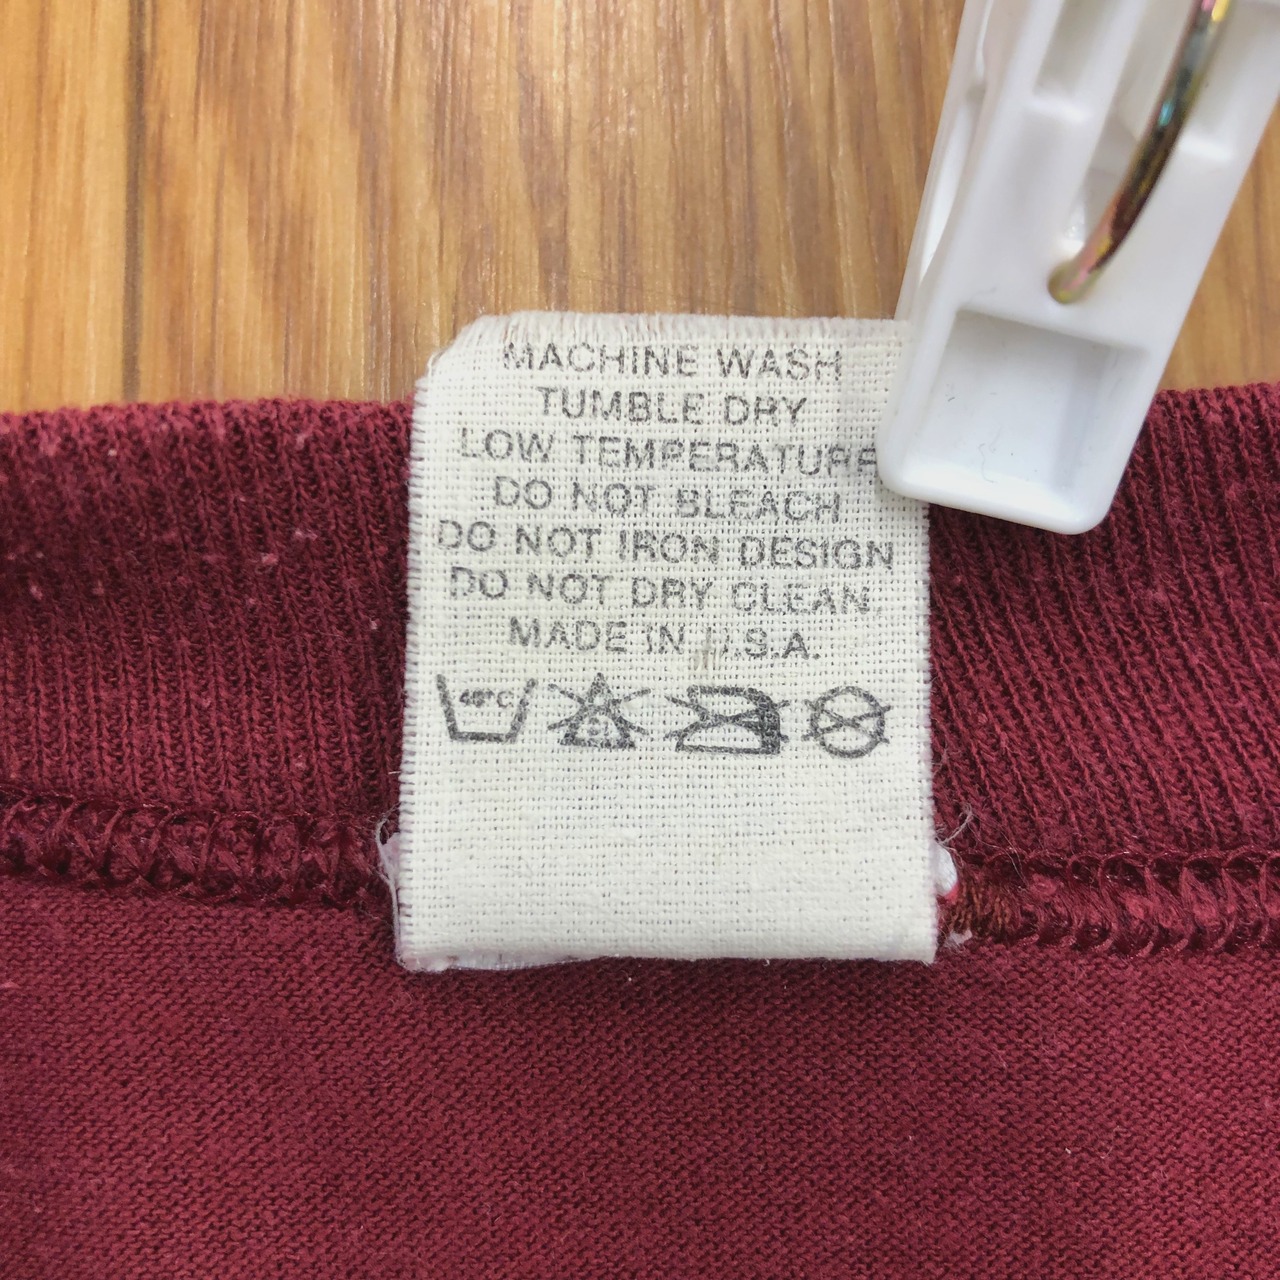 MACHINE WASH
TUMBLE DRY
LOW TEMPERATURE
DO NOT BLEACH
DO NOT IRON DESIGN
DO NOT DRY CLEAN.
MADE IN U.S.A.
40°C